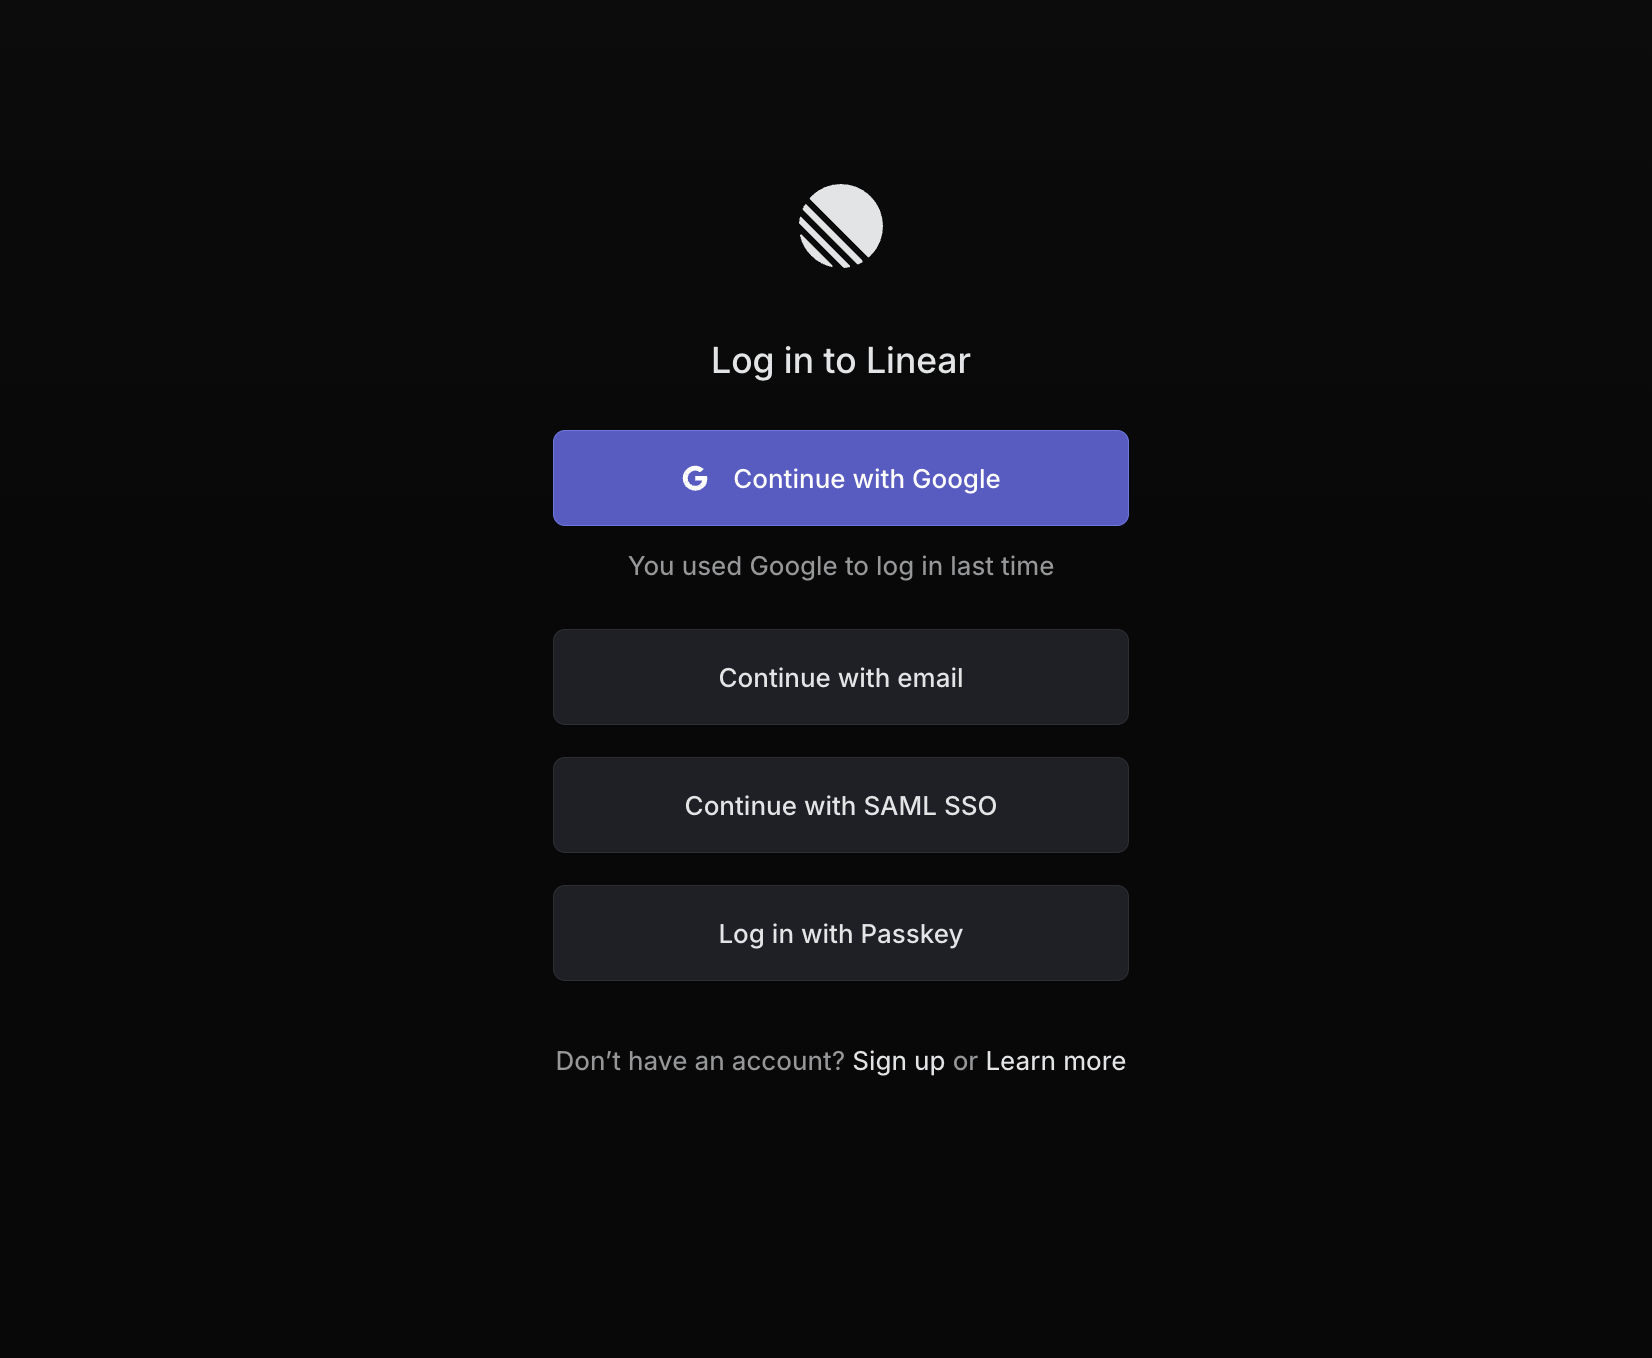 Log in to Linear
Continue with Google
You used Google to log in last time
Continue with email
Continue with SAML SSO
Log in with Passkey
Don’t have an account? Sign up or Learn more